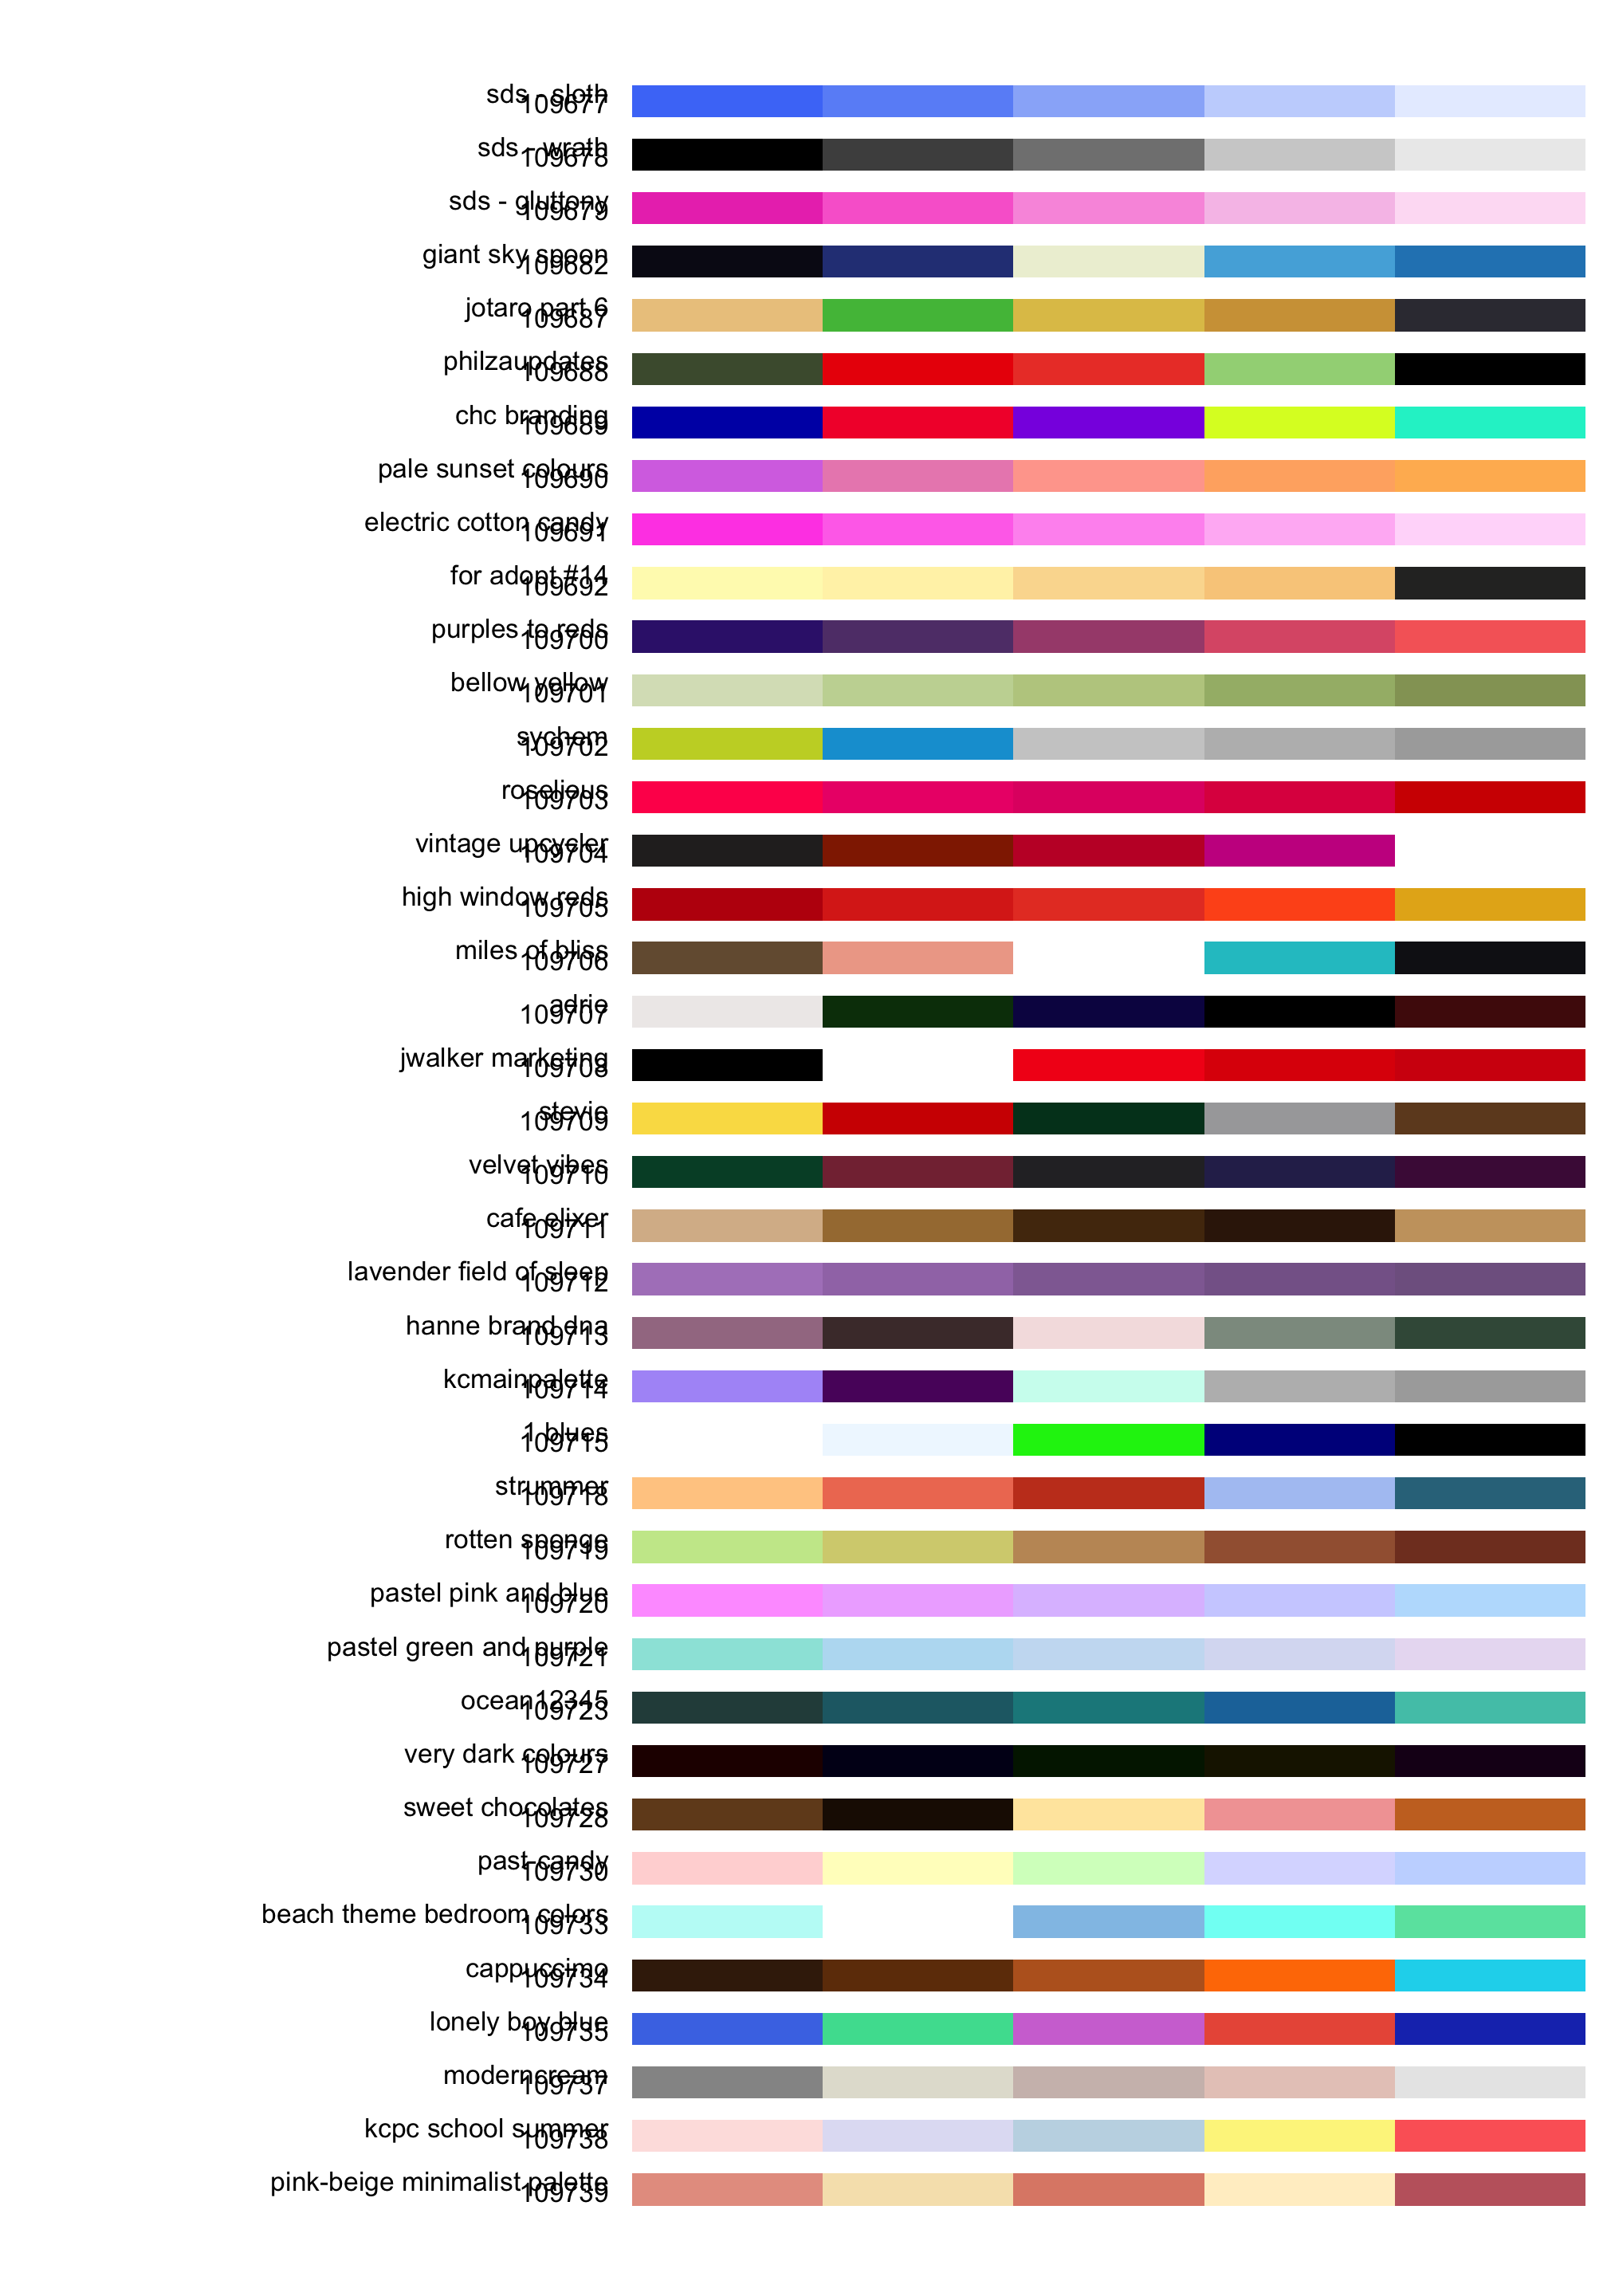 sds - sloth
109677
sds - wrath
109678
sds - gluttony
109679
giant sky spoon
109682
jotaro part 6
109687
philzaupdates
109688
chc branding
109689
pale sunset colours
109690
electric cotton candy
109691
for adopt #14
109692
purples to reds
109700
bellow yellow
109701
sychem
109702
roselious
109703
vintage upcycler
109704
high window reds
109705
miles of bliss
109706
adrie
109707
jwalker marketing
109708
stevie
109709
velvet vibes
109710
cafe elixer
109711
lavender field of sleep
109712
hanne brand dna
109713
kcmainpalette
109714
1 blues
109715
strummer
109718
rotten sponge
109719
pastel pink and blue
109720
pastel green and purple
109721
ocean12345
109723
very dark colours
109727
sweet chocolates
109728
past-candy
109730
beach theme bedroom colors
109733
cappuccimo
109734
lonely boy blue
109735
moderncream
109737
kcpc school summer
109738
pink-beige minimalist palette
109739